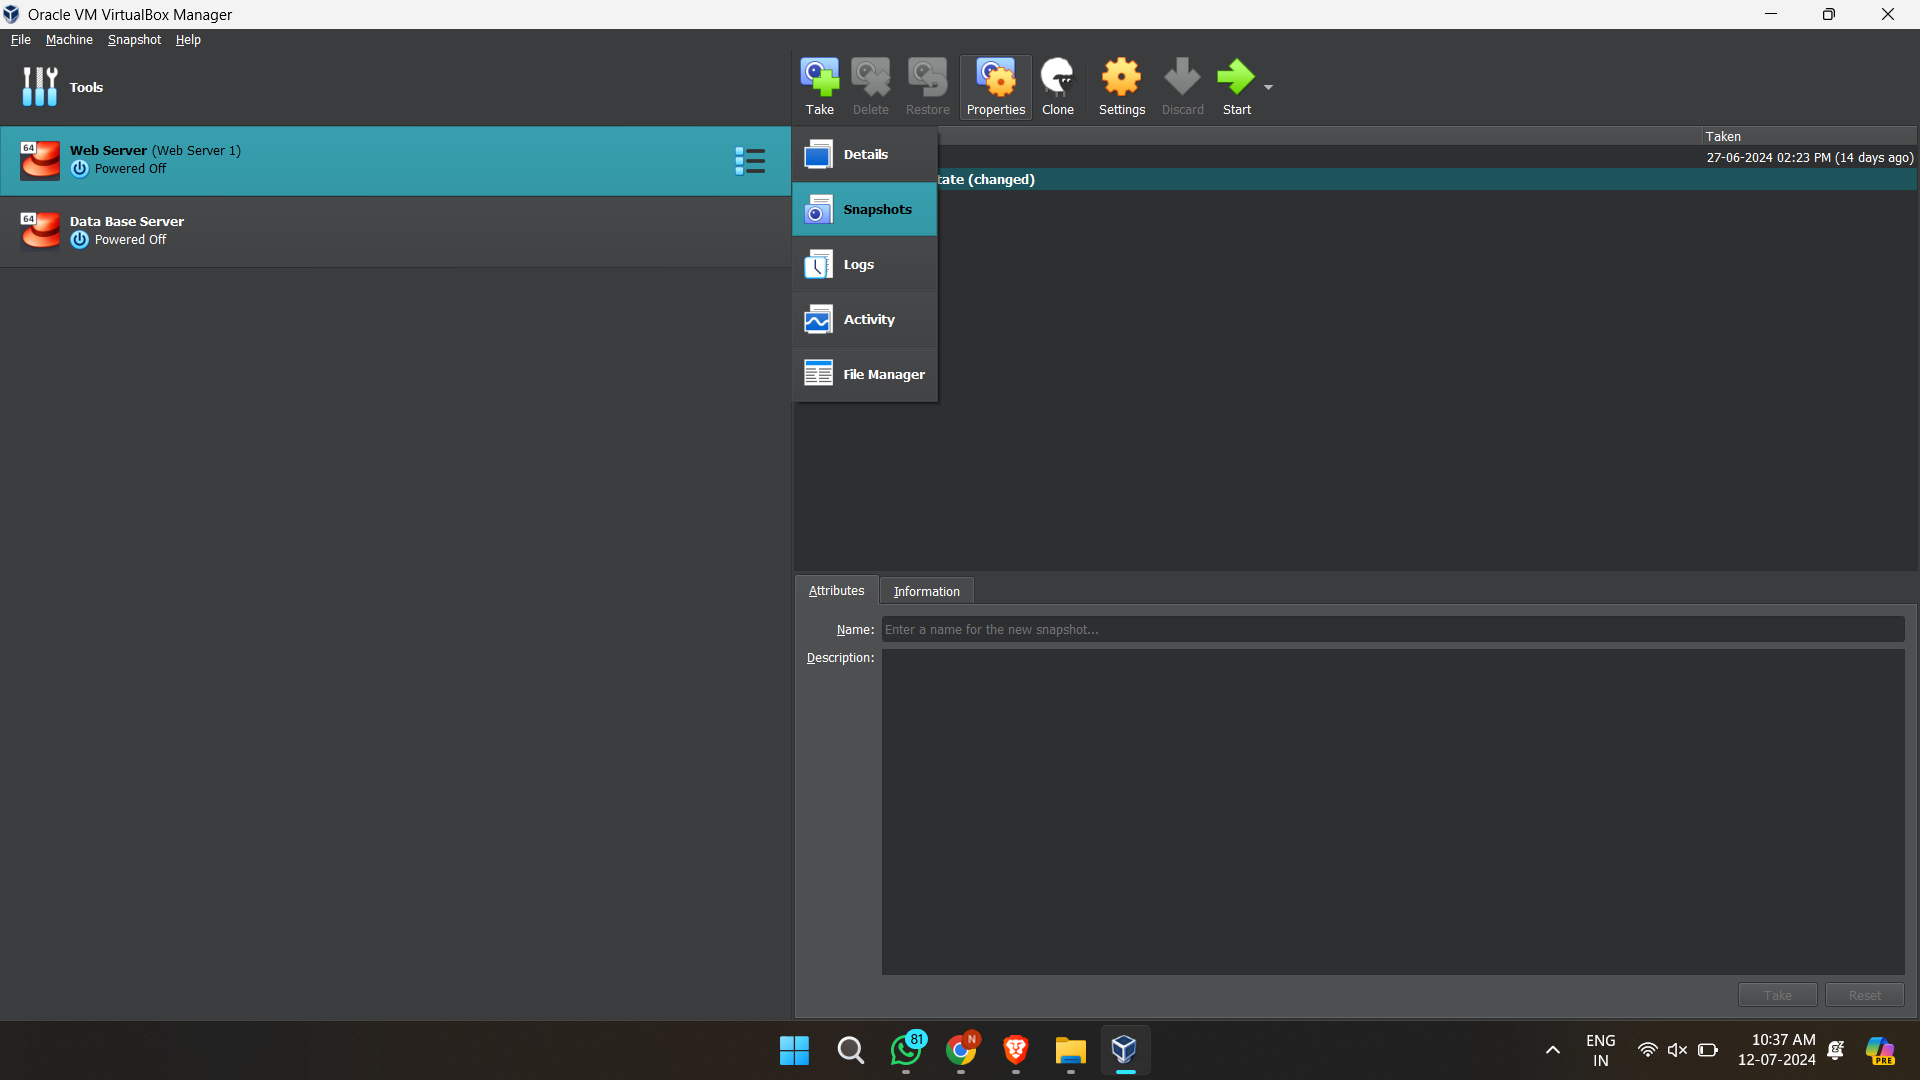 Oracle VM VirtualBox Manager
File Machine Snapshot Help
Tools
Take Delete Restore Properties Clone Settings Discard Start
64 Web Server (Web Server 1)
Powered Off
64 Data Base Server
Powered Off
Details
Snapshots
Logs
Activity
File Manager
Taken
27-06-2024 02:23 PM (14 days ago)
tate (changed)
Attributes Information
Name: Enter a name for the new snapshot...
Description:
Take Reset
81
N
ENG
IN
10:37 AM
12-07-2024
PRE